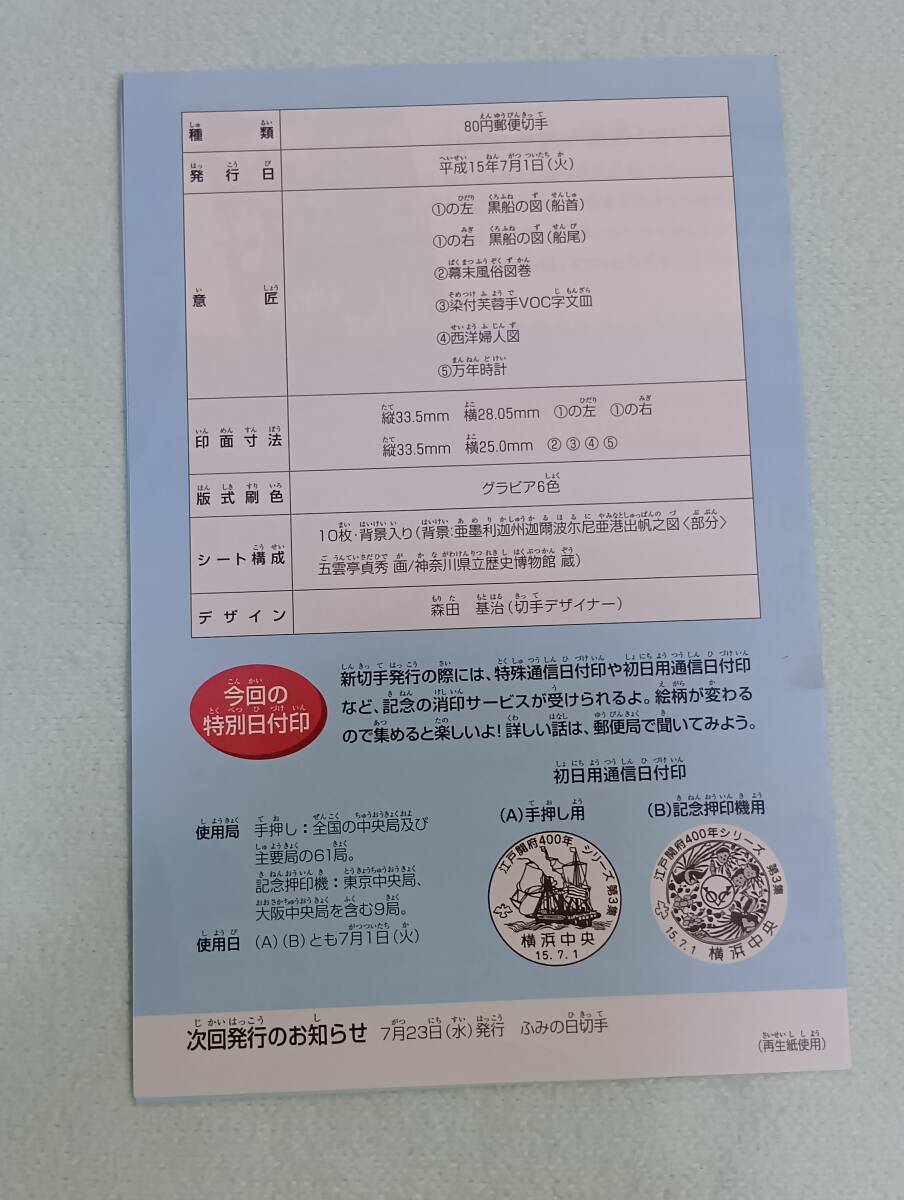 種類 80円郵便切手
発行日 平成15年7月1日(火)
意匠 ①の左 黒船の図(船首)
①の右 黒船の図(船尾)
②幕末風俗図巻
③染付芙蓉手VOC字文皿
④西洋婦人図
⑤万年時計
印面寸法 縦33.5mm 横28.05mm ①の左 ①の右
縦33.5mm 横25.0mm ②③④⑤
版式刷色 グラビア6色
シート構成 10枚・背景入り(背景:亜墨利迦州迦爾波尓尼亜港出帆之図〈部分〉
五雲亭貞秀 画/神奈川県立歴史博物館 蔵)
デザイン 森田 基治(切手デザイナー)
今回の
特別日付印
新切手発行の際には、特殊通信日付印や初日用通信日付印
など、記念の消印サービスが受けられるよ。絵柄が変わる
ので集めると楽しいよ!詳しい話は、郵便局で聞いてみよう。
初日用通信日付印
(A)手押し用
(B)記念押印機用
使用局 手押し:全国の中央局及び
主要局の61局。
記念押印機:東京中央局、
大阪中央局を含む9局。
使用日 (A)(B)とも7月1日(火)
江戸開府400年シリーズ 第3集
横浜中央
15.7.1
江戸開府400年シリーズ 第3集
15.7.1 横浜中央
次回発行のお知らせ 7月23日(水)発行 ふみの日切手
(再生紙使用)